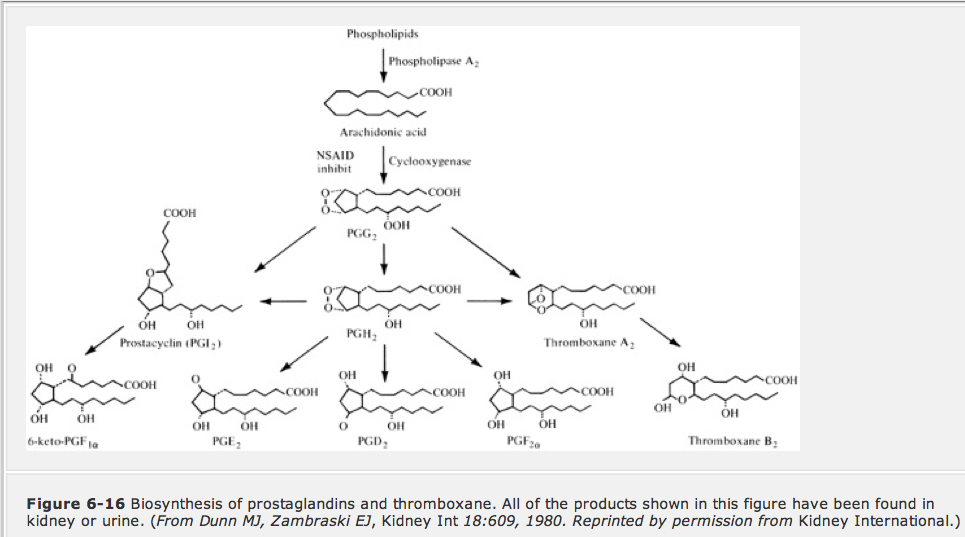 Phospholipids
Phospholipase A₂
COOH
Arachidonic acid
NSAID
inhibit
Cyclooxygenase
O
O
COOH
OOH
PGG₂
COOH
O
OH
OH
Prostacyclin (PGI₂)
O
O
COOH
OH
PGH₂
O
O
COOH
OH
Thromboxane A₂
OH
O
COOH
OH
OH
6-keto-PGF₁α
O
COOH
OH
OH
PGE₂
OH
COOH
O
OH
PGD₂
OH
COOH
OH
OH
PGF₂α
OH
COOH
OH
O
OH
Thromboxane B₂
Figure 6-16 Biosynthesis of prostaglandins and thromboxane. All of the products shown in this figure have been found in
kidney or urine. (From Dunn MJ, Zambraski EJ, Kidney Int 18:609, 1980. Reprinted by permission from Kidney International.)